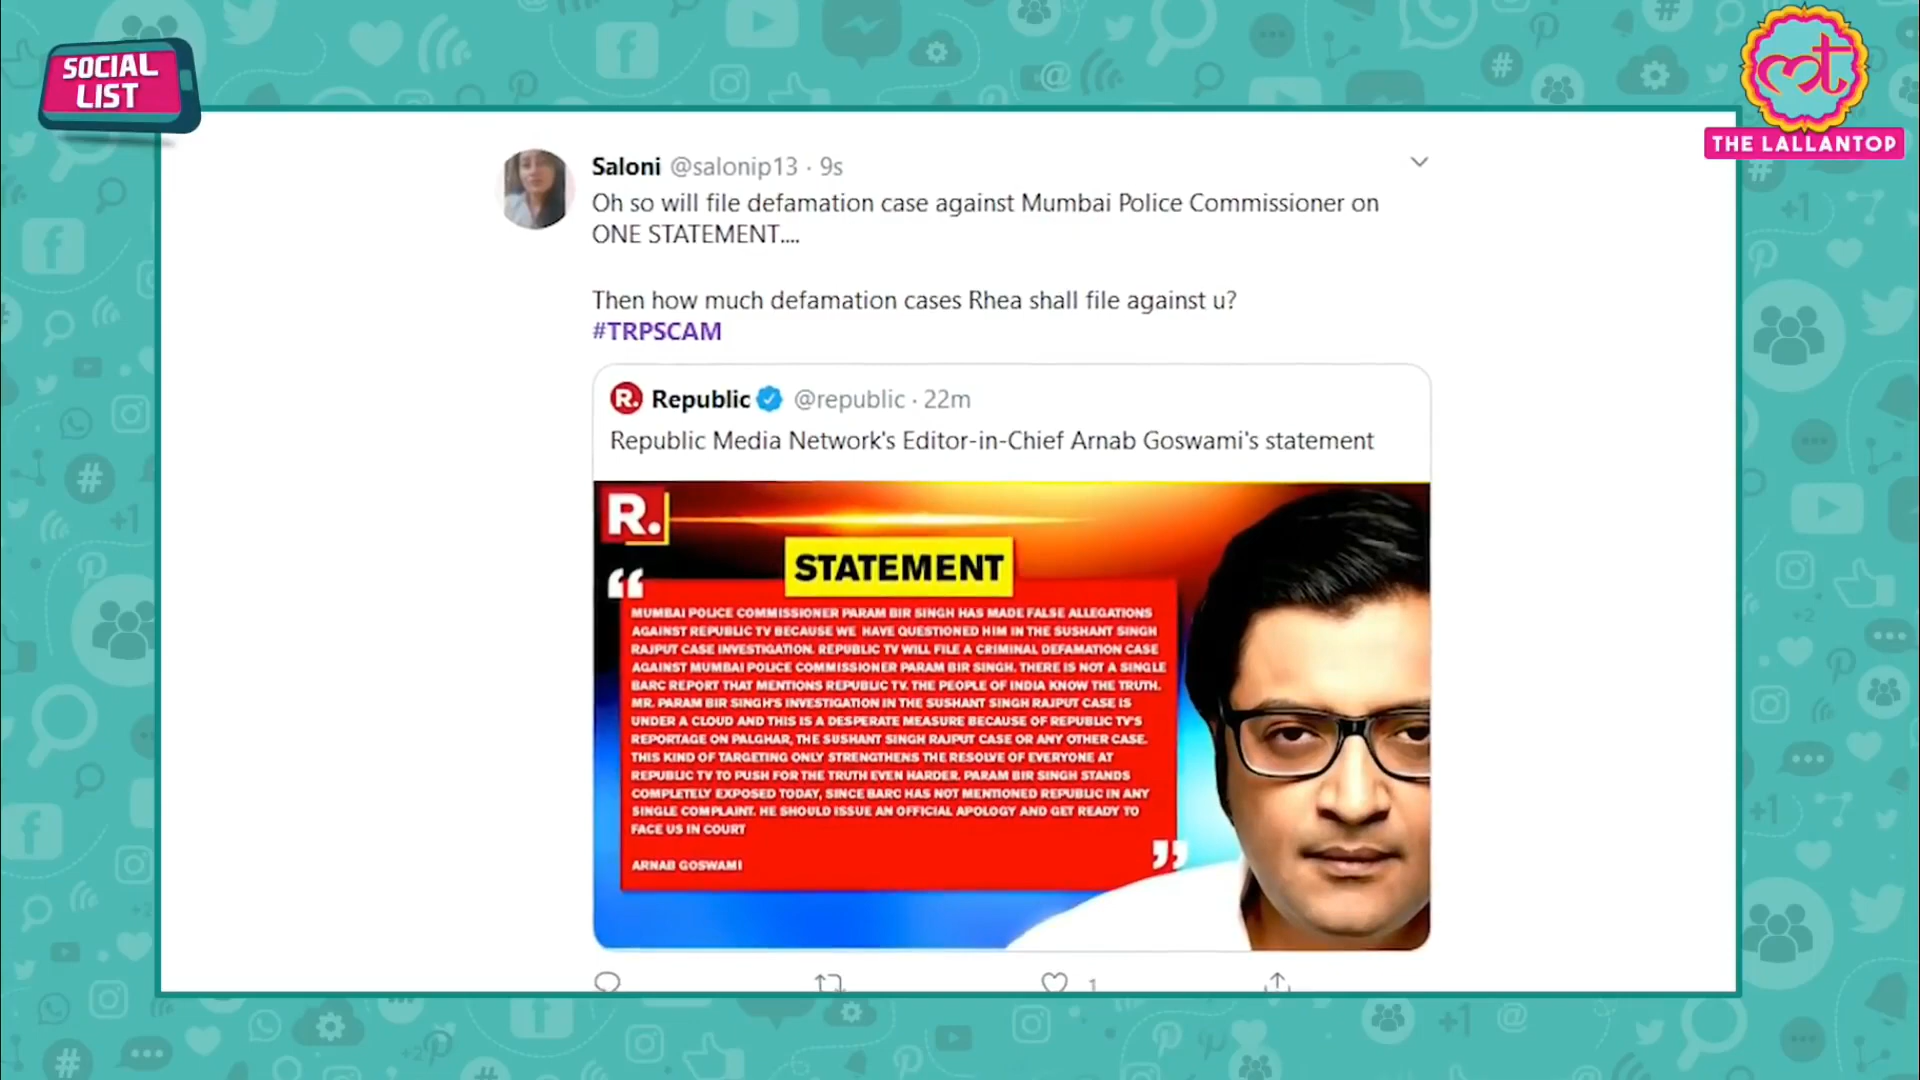 SOCIAL
LIST
मत
THE LALLANTOP
Saloni @salonip13 · 9s
Oh so will file defamation case against Mumbai Police Commissioner on
ONE STATEMENT....
Then how much defamation cases Rhea shall file against u?
#TRPSCAM
R. Republic @republic · 22m
Republic Media Network's Editor-in-Chief Arnab Goswami's statement
R.
STATEMENT
“
MUMBAI POLICE COMMISSIONER PARAM BIR SINGH HAS MADE FALSE ALLEGATIONS
AGAINST REPUBLIC TV BECAUSE WE HAVE QUESTIONED HIM IN THE SUSHANT SINGH
RAJPUT CASE INVESTIGATION. REPUBLIC TV WILL FILE A CRIMINAL DEFAMATION CASE
AGAINST MUMBAI POLICE COMMISSIONER PARAM BIR SINGH. THERE IS NOT A SINGLE
BARC REPORT THAT MENTIONS REPUBLIC TV. THE PEOPLE OF INDIA KNOW THE TRUTH.
MR. PARAM BIR SINGH'S INVESTIGATION IN THE SUSHANT SINGH RAJPUT CASE IS
UNDER A CLOUD AND THIS IS A DESPERATE MEASURE BECAUSE OF REPUBLIC TV'S
REPORTAGE ON PALGHAR, THE SUSHANT SINGH RAJPUT CASE OR ANY OTHER CASE.
THIS KIND OF TARGETING ONLY STRENGTHENS THE RESOLVE OF EVERYONE AT
REPUBLIC TV TO PUSH FOR THE TRUTH EVEN HARDER. PARAM BIR SINGH STANDS
COMPLETELY EXPOSED TODAY, SINCE BARC HAS NOT MENTIONED REPUBLIC IN ANY
SINGLE COMPLAINT. HE SHOULD ISSUE AN OFFICIAL APOLOGY AND GET READY TO
FACE US IN COURT
”
ARNAB GOSWAMI
1